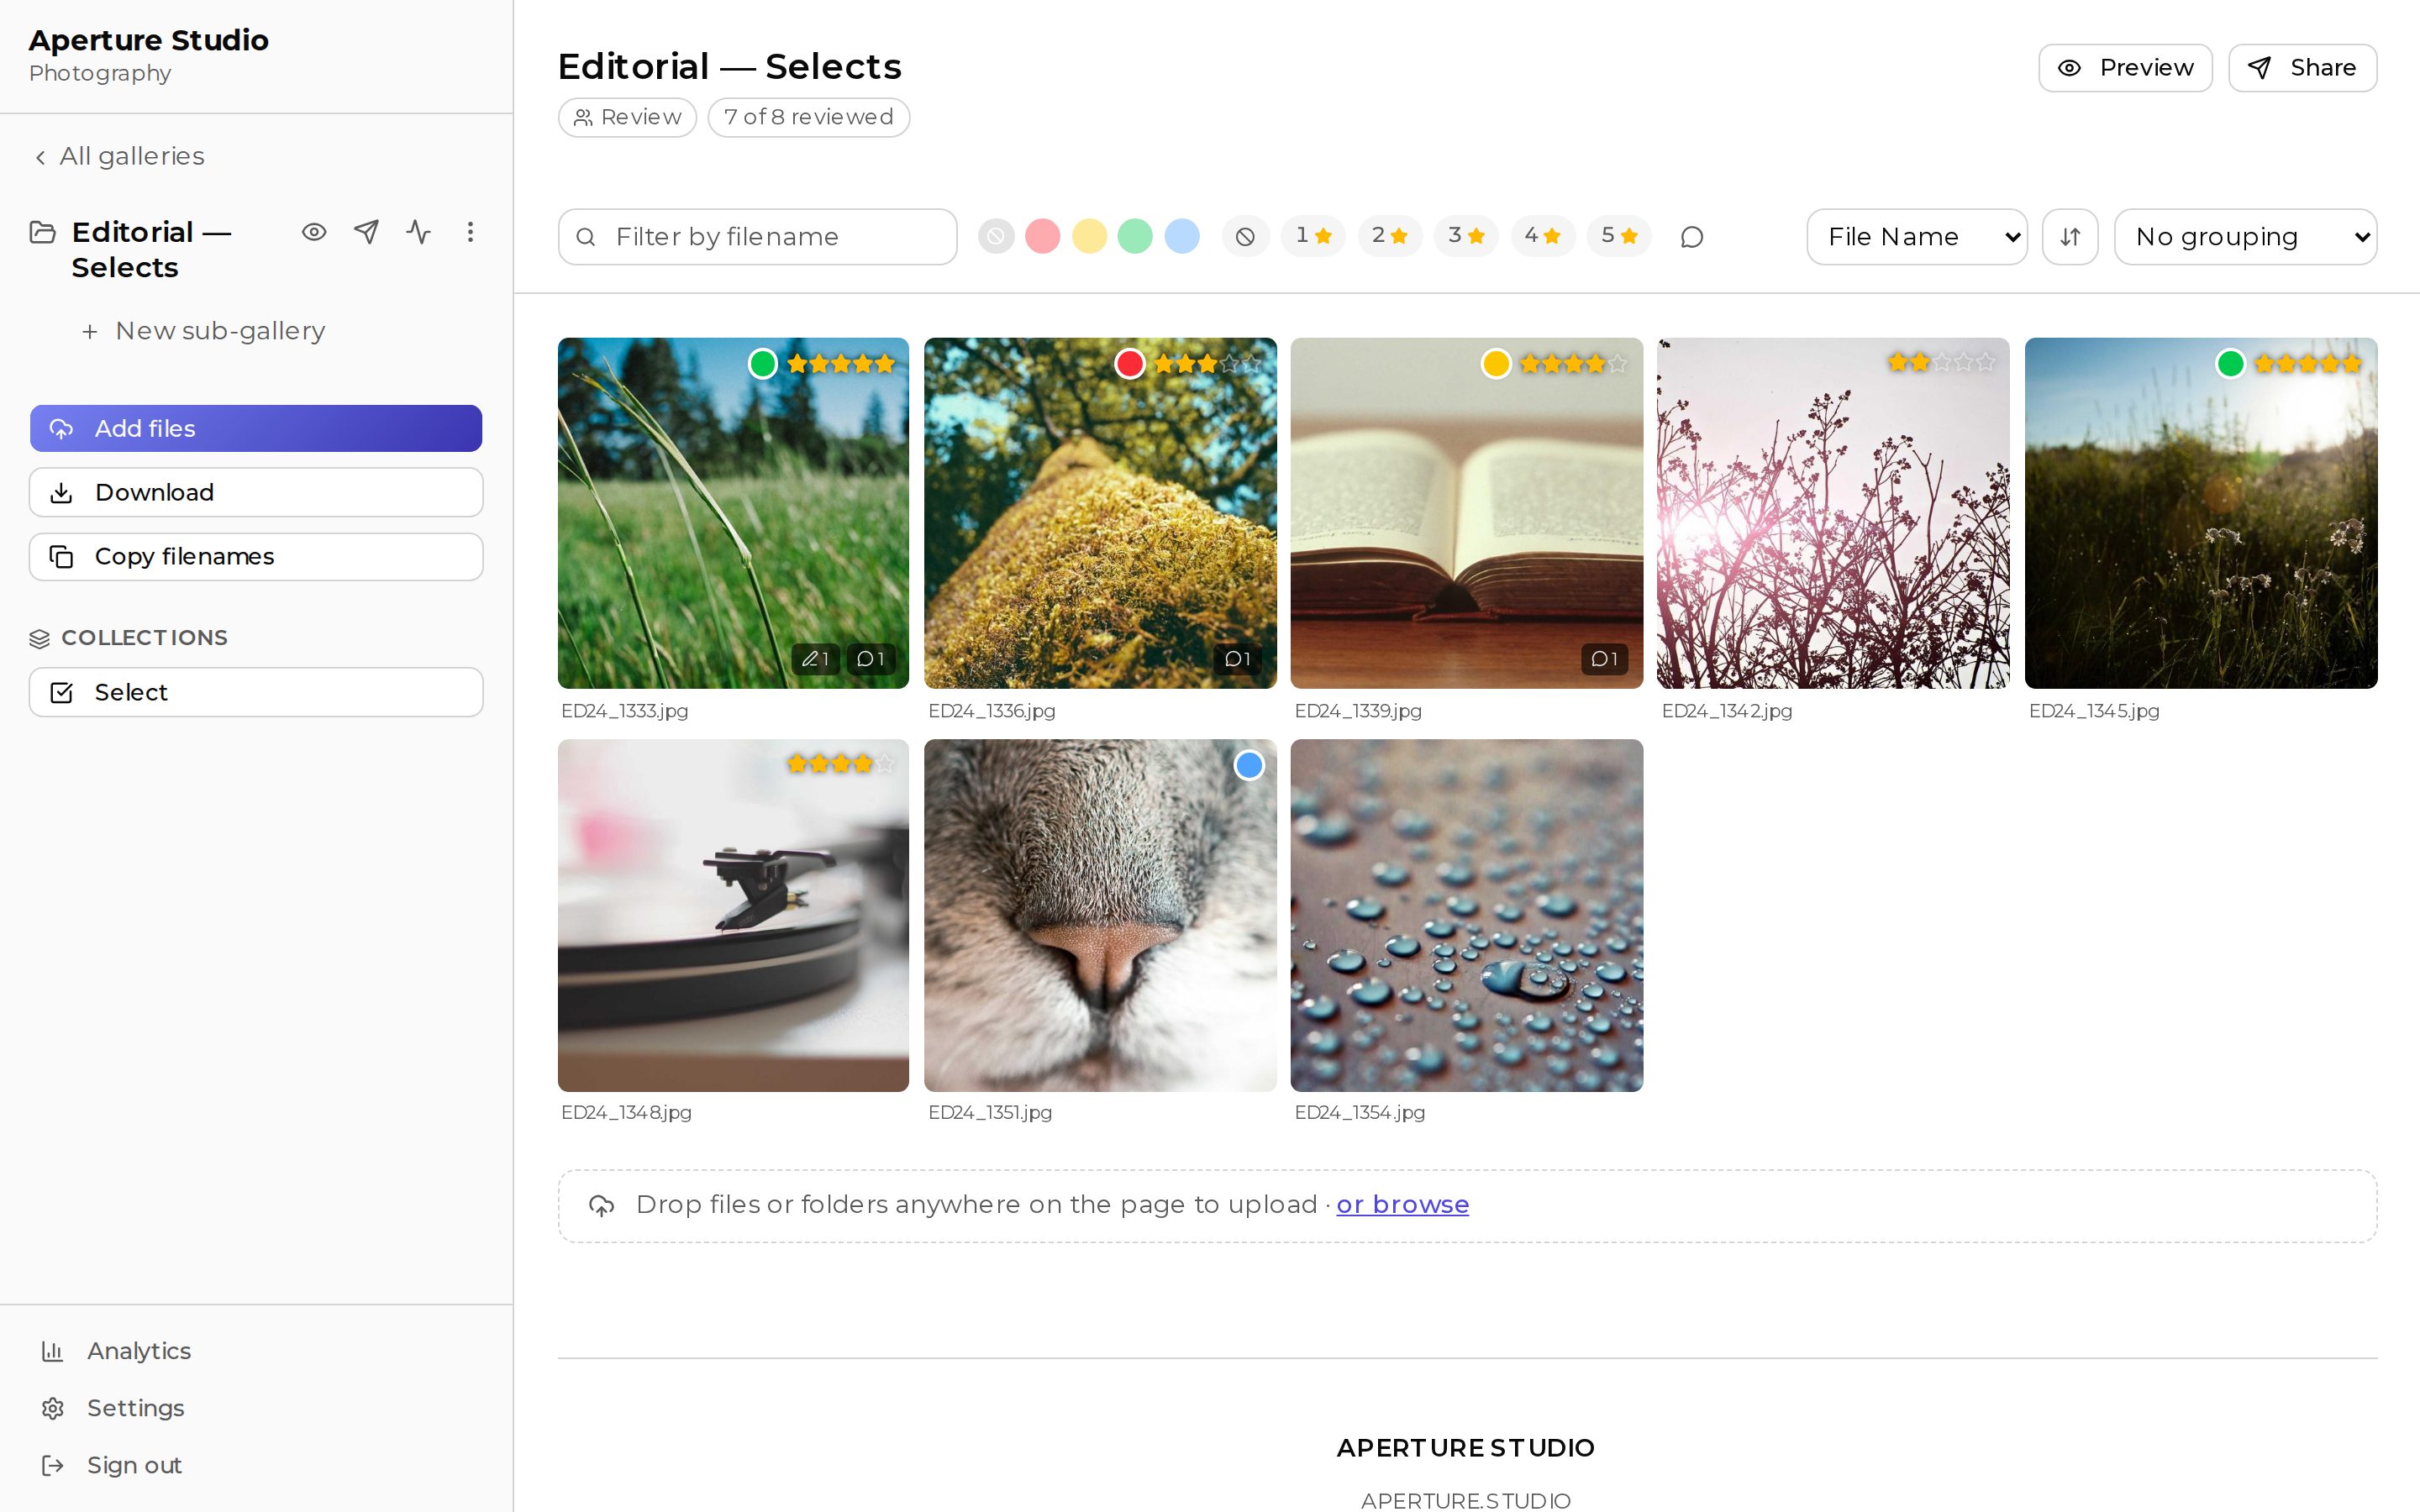 Aperture Studio
Photography
All galleries
Editorial —
Selects
New sub-gallery
Add files
Download
Copy filenames
COLLECTIONS
Select
Analytics
Settings
Sign out
Editorial — Selects
Preview
Share
Review
7 of 8 reviewed
Filter by filename
1
2
3
4
5
File Name
No grouping
1
1
1
1
ED24_1333.jpg
ED24_1336.jpg
ED24_1339.jpg
ED24_1342.jpg
ED24_1345.jpg
ED24_1348.jpg
ED24_1351.jpg
ED24_1354.jpg
Drop files or folders anywhere on the page to upload · or browse
APERTURE STUDIO
APERTURE.STUDIO